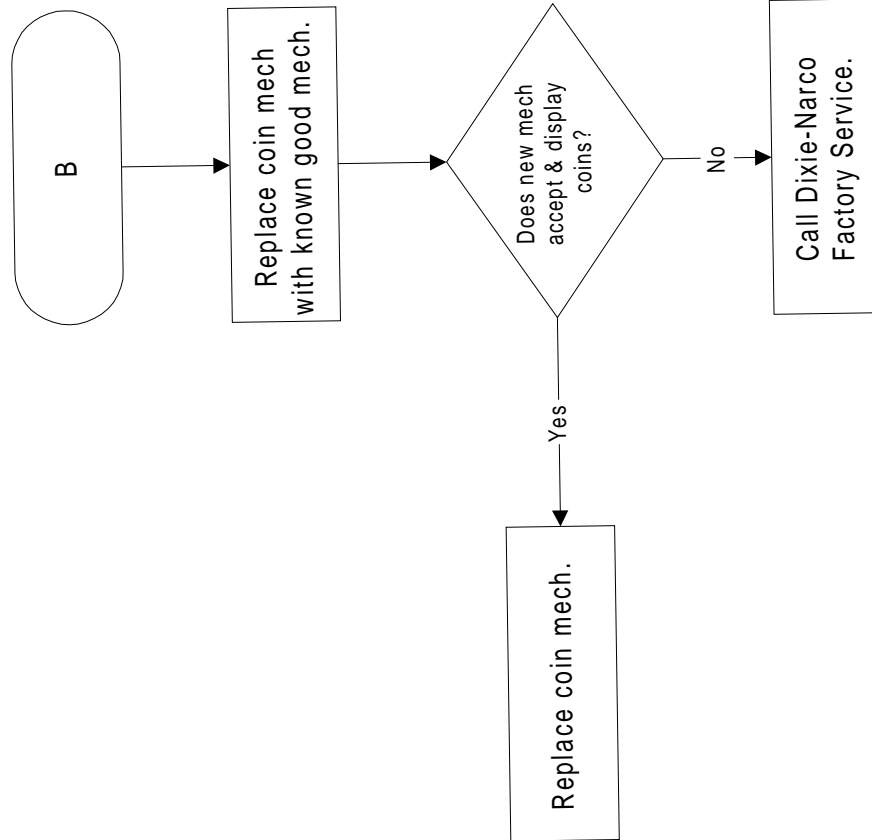 B
Replace coin mech
with known good mech.
Does new mech
accept & display
coins?
No
Call Dixie-Narco
Factory Service.
Yes
Replace coin mech.